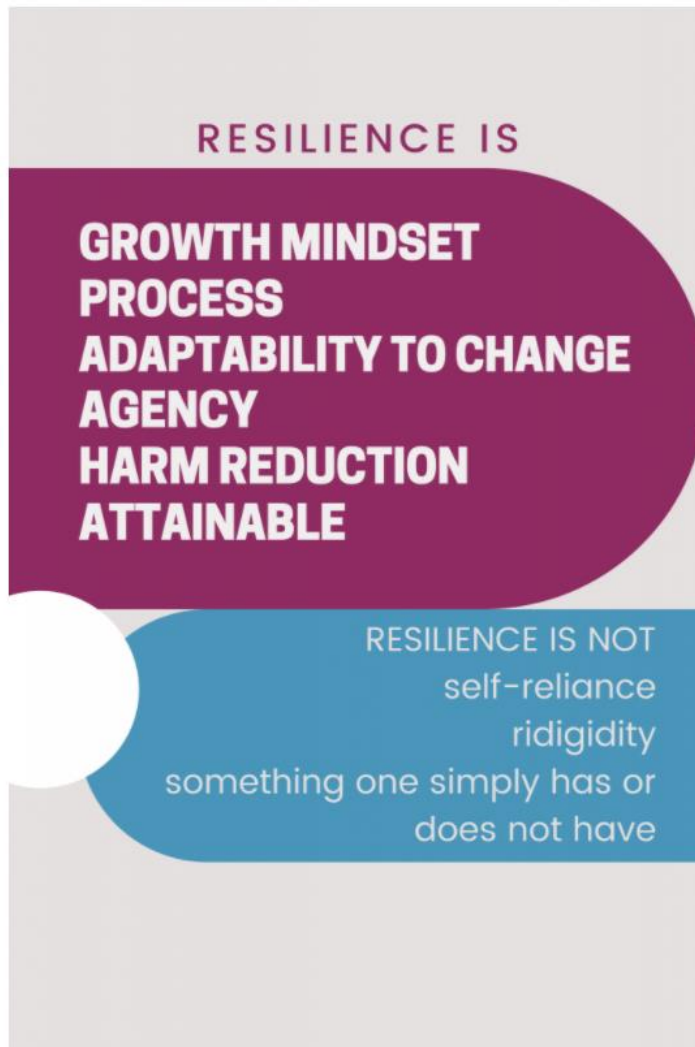 RESILIENCE IS
GROWTH MINDSET
PROCESS
ADAPTABILITY TO CHANGE
AGENCY
HARM REDUCTION
ATTAINABLE
RESILIENCE IS NOT
self-reliance
ridigidity
something one simply has or
does not have